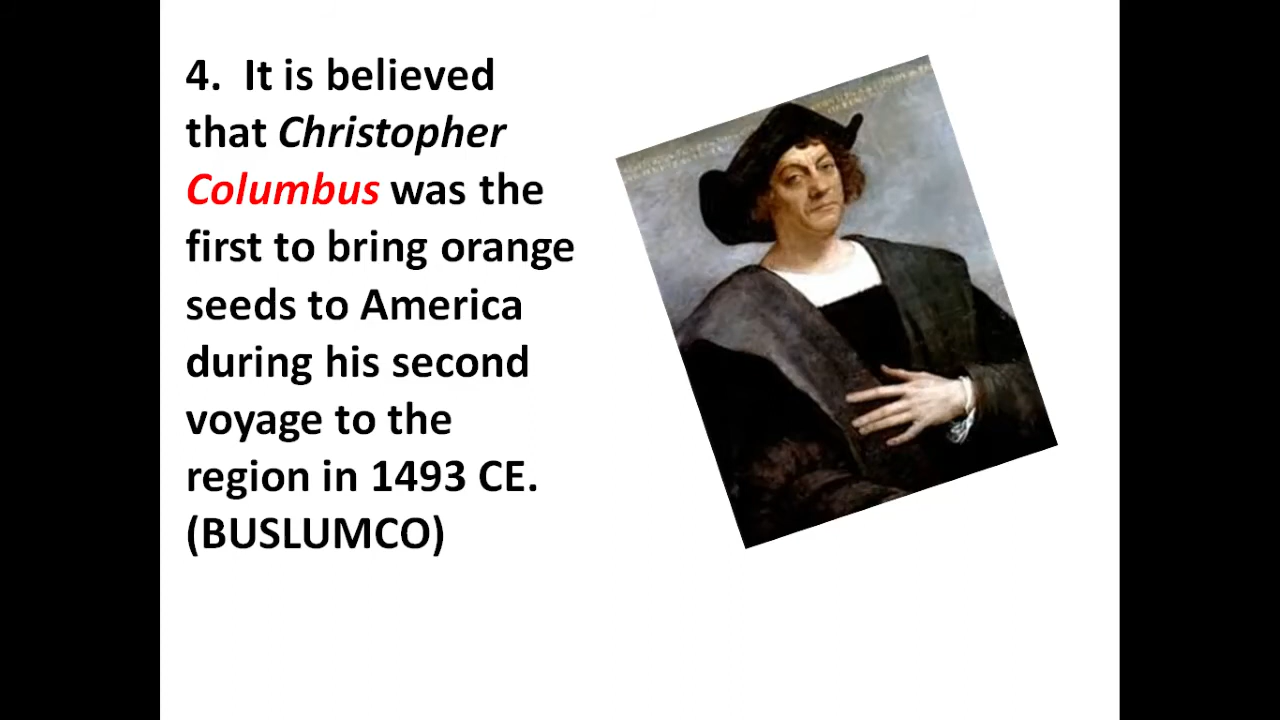 4.  It is believed
that Christopher
Columbus was the
first to bring orange
seeds to America
during his second
voyage to the
region in 1493 CE.
(BUSLUMCO)